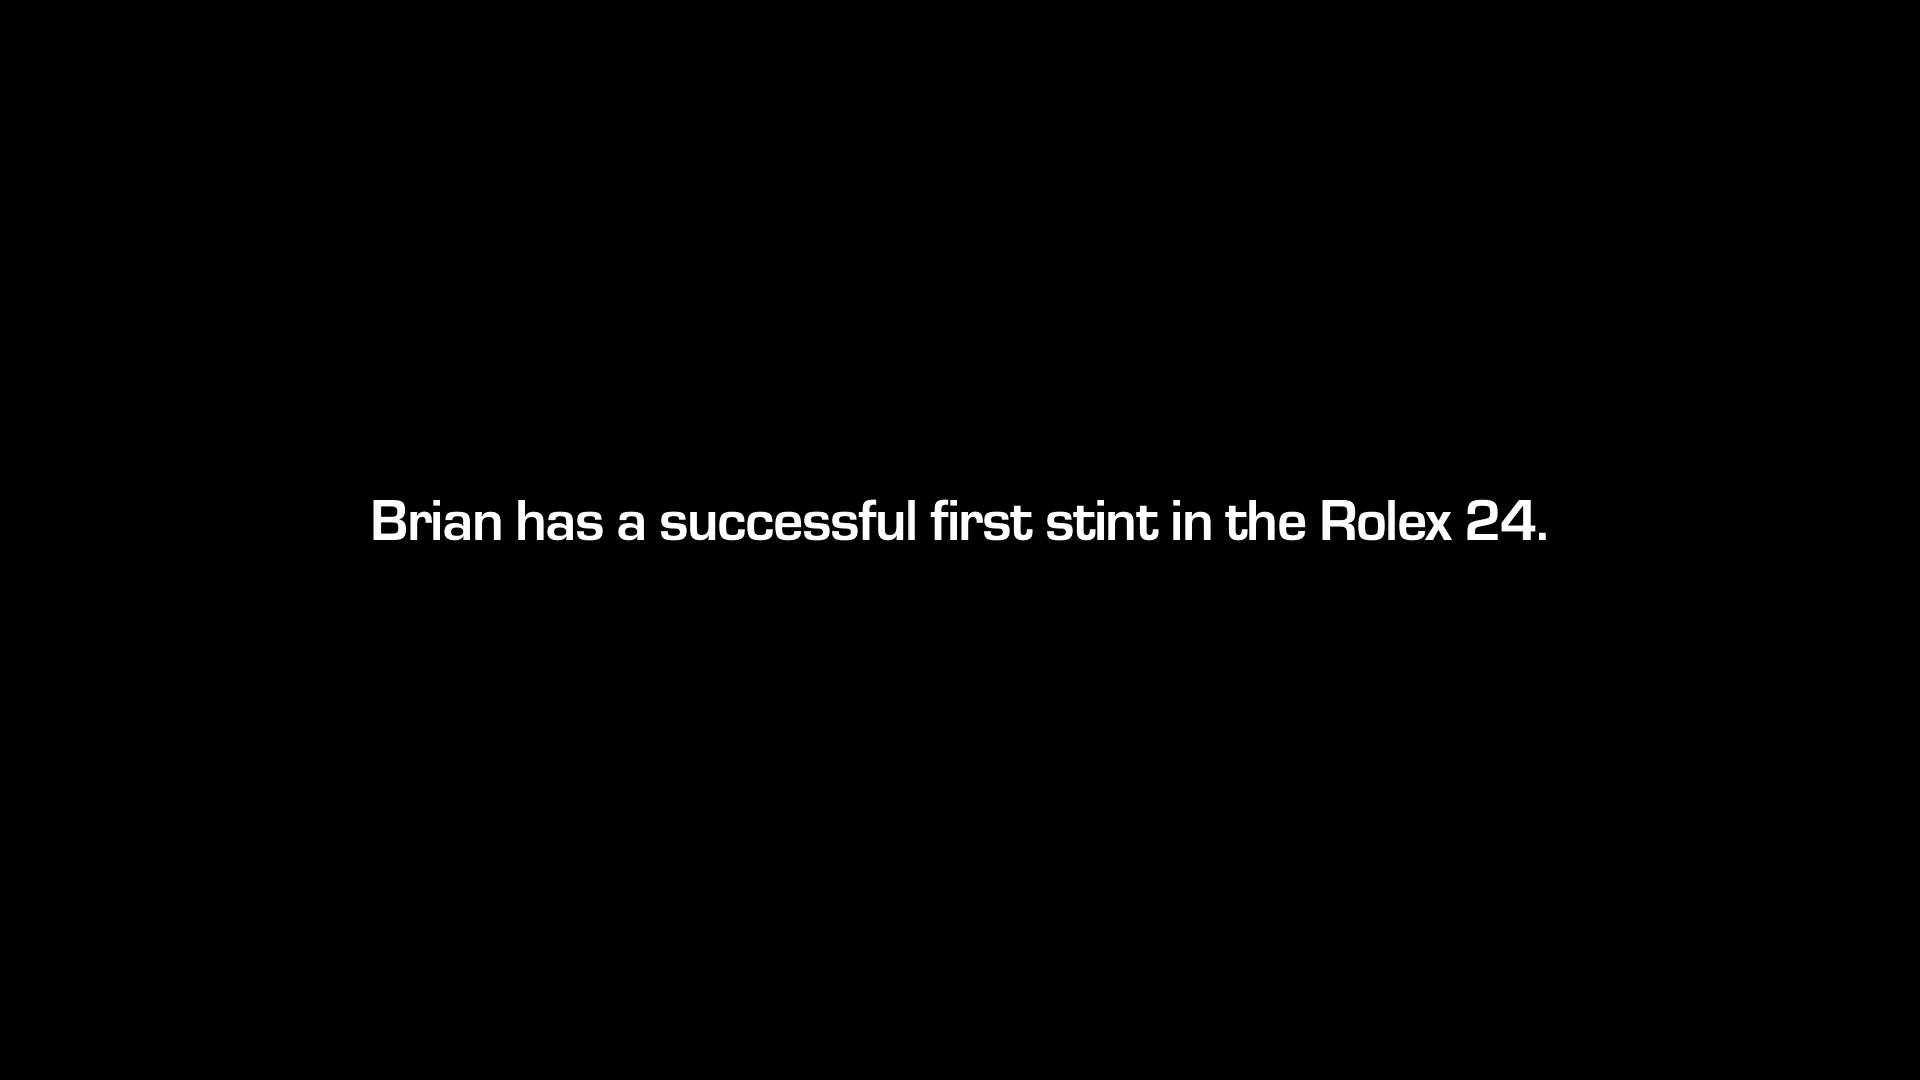 Brian has a successful first stint in the Rolex 24.